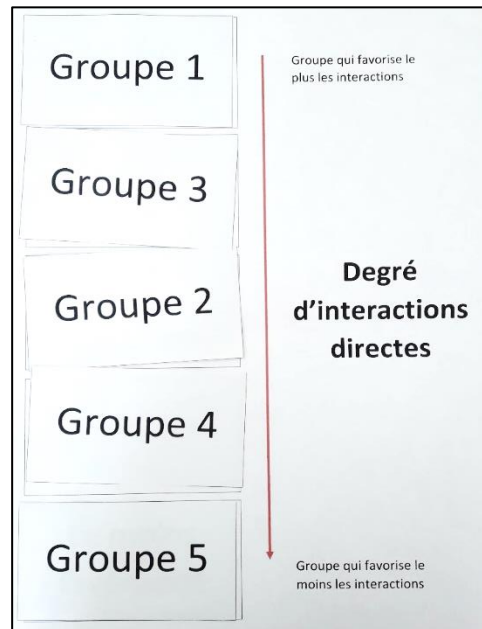 Groupe 1
Groupe qui favorise le
plus les interactions
Groupe 3
Groupe 2
Degré
d'interactions
directes
Groupe 4
Groupe 5
Groupe qui favorise le
moins les interactions